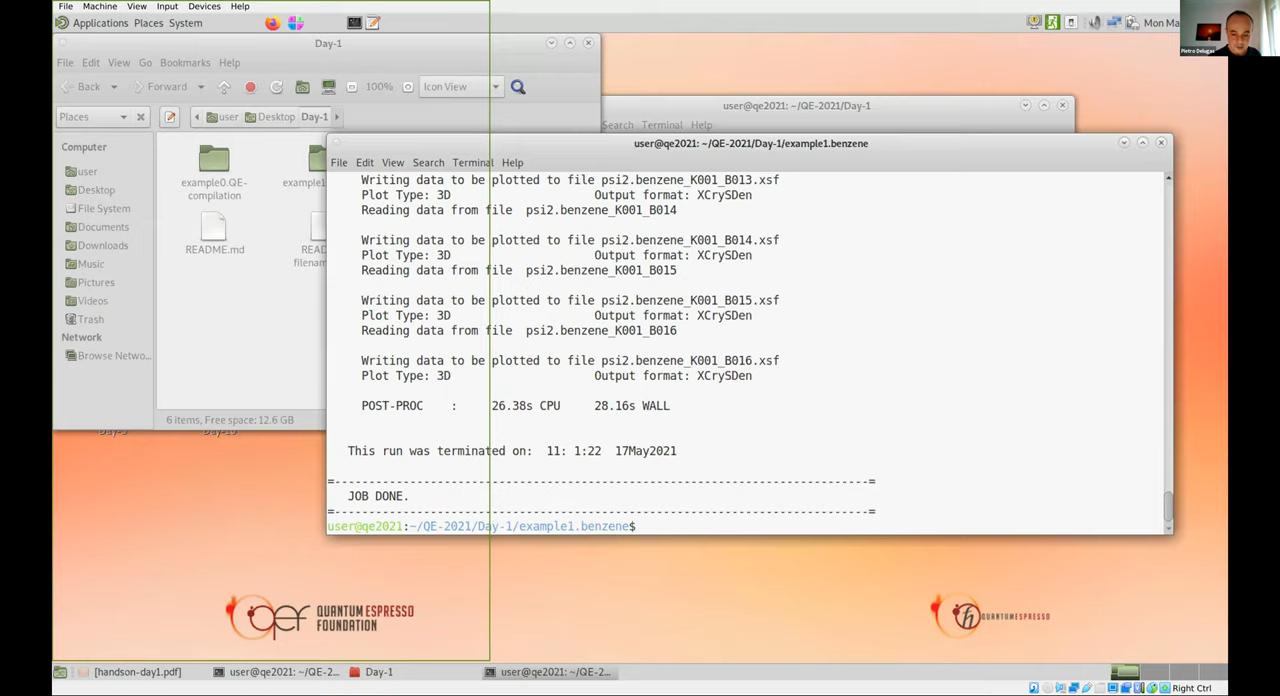 File Machine View Input Devices Help
Applications Places System
Mon Ma
Pietro Delugas
Day-1
File Edit View Go Bookmarks Help
Back Forward 100% Icon View
Places user Desktop Day-1
Computer
user
Desktop
File System
Documents
Downloads
Music
Pictures
Videos
Trash
Network
Browse Netwo...
example0.QE-
compilation
example1
README.md
READ
filenam
6 items, Free space: 12.6 GB
user@qe2021: ~/QE-2021/Day-1
Search Terminal Help
user@qe2021: ~/QE-2021/Day-1/example1.benzene
File Edit View Search Terminal Help
Writing data to be plotted to file psi2.benzene_K001_B013.xsf
Plot Type: 3D Output format: XCrySDen
Reading data from file psi2.benzene_K001_B014
Writing data to be plotted to file psi2.benzene_K001_B014.xsf
Plot Type: 3D Output format: XCrySDen
Reading data from file psi2.benzene_K001_B015
Writing data to be plotted to file psi2.benzene_K001_B015.xsf
Plot Type: 3D Output format: XCrySDen
Reading data from file psi2.benzene_K001_B016
Writing data to be plotted to file psi2.benzene_K001_B016.xsf
Plot Type: 3D Output format: XCrySDen
POST-PROC : 26.38s CPU 28.16s WALL
This run was terminated on: 11: 1:22 17May2021
=------------------------------------------------------------------------------=
JOB DONE.
=------------------------------------------------------------------------------=
user@qe2021:~/QE-2021/Day-1/example1.benzene$
QUANTUM ESPRESSO
FOUNDATION
QUANTUMESPRESSO
[handson-day1.pdf] user@qe2021: ~/QE-2... Day-1 user@qe2021: ~/QE-2...
Right Ctrl